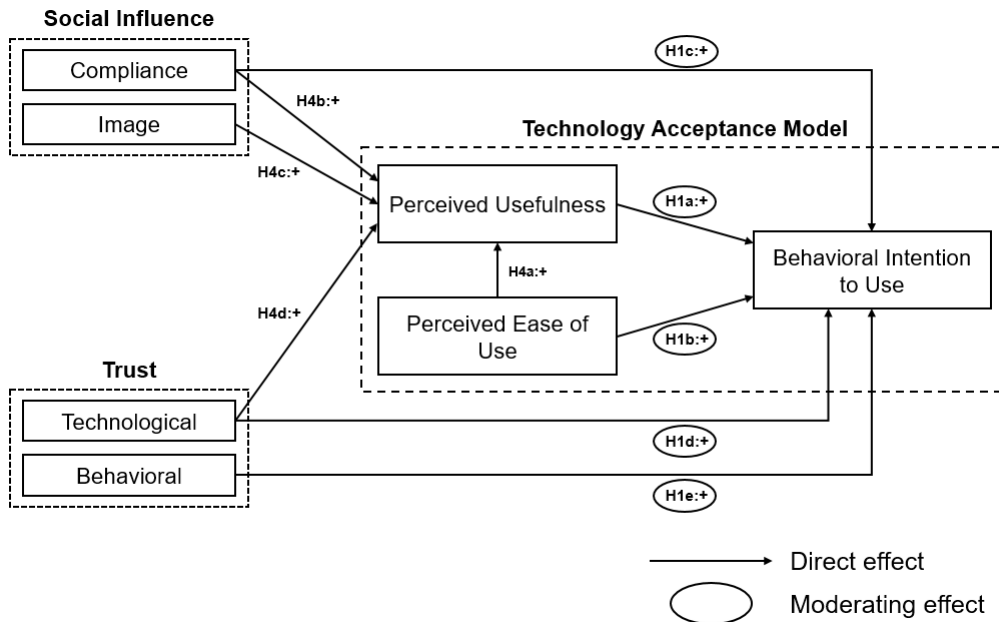 Social Influence
Compliance
Image
H1c:+
H4b:+
H4c:+
Technology Acceptance Model
Perceived Usefulness
H1a:+
Behavioral Intention
to Use
H4a:+
H4d:+
Perceived Ease of
Use
H1b:+
Trust
Technological
H1d:+
Behavioral
H1e:+
Direct effect
Moderating effect